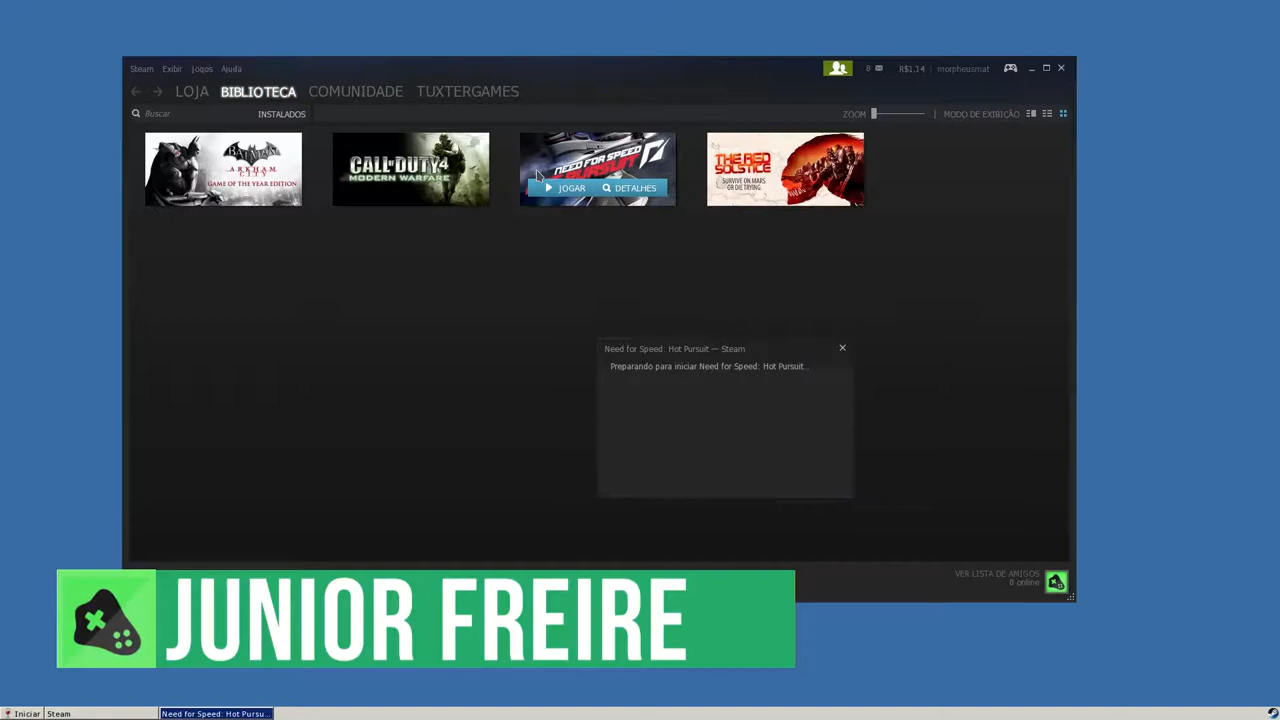 Steam Exibir Jogos Ajuda
8 R$1,14 | morpheusmat
LOJA BIBLIOTECA COMUNIDADE TUXTERGAMES
Buscar INSTALADOS ZOOM | MODO DE EXIBIÇÃO
BATMAN
ARKHAM CITY
GAME OF THE YEAR EDITION
CALL OF DUTY 4
MODERN WARFARE
NEED FOR SPEED
PURSUIT
JOGAR DETALHES
THE RED
SOLSTICE
SURVIVE ON MARS.
OR DIE TRYING.
Need for Speed: Hot Pursuit — Steam
Preparando para iniciar Need for Speed: Hot Pursuit...
VER LISTA DE AMIGOS
8 online
JUNIOR FREIRE
Iniciar Steam Need for Speed: Hot Pursu...